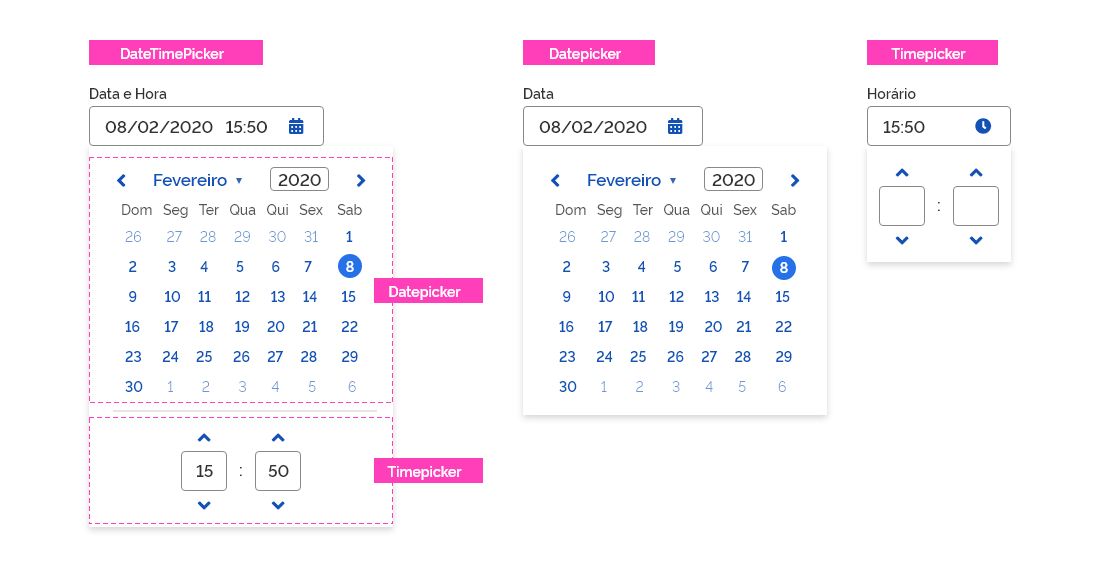 DateTimePicker
Data e Hora
08/02/2020 15:50
Fevereiro ▾ 2020
Dom Seg Ter Qua Qui Sex Sab
26 27 28 29 30 31 1
2 3 4 5 6 7 8
9 10 11 12 13 14 15
16 17 18 19 20 21 22
23 24 25 26 27 28 29
30 1 2 3 4 5 6
Datepicker
15 : 50
Timepicker
Datepicker
Data
08/02/2020
Fevereiro ▾ 2020
Dom Seg Ter Qua Qui Sex Sab
26 27 28 29 30 31 1
2 3 4 5 6 7 8
9 10 11 12 13 14 15
16 17 18 19 20 21 22
23 24 25 26 27 28 29
30 1 2 3 4 5 6
Timepicker
Horário
15:50
: